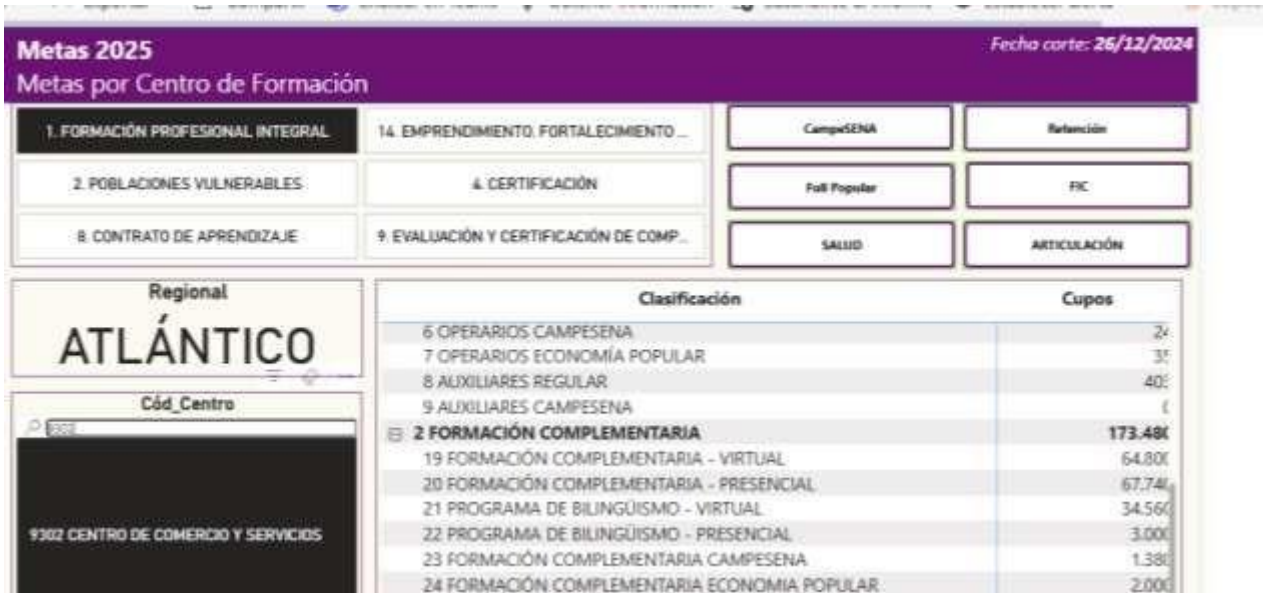 Metas 2025
Fecha corte: 26/12/2024
Metas por Centro de Formación
1. FORMACIÓN PROFESIONAL INTEGRAL
14. EMPRENDIMIENTO, FORTALECIMIENTO ...
CampeSENA
Retención
2. POBLACIONES VULNERABLES
4. CERTIFICACIÓN
Full Popular
FIC
8. CONTRATO DE APRENDIZAJE
9. EVALUACIÓN Y CERTIFICACIÓN DE COMP...
SALUD
ARTICULACIÓN
Regional
ATLÁNTICO
Cód_Centro
9302
9302 CENTRO DE COMERCIO Y SERVICIOS
Clasificación Cupos
6 OPERARIOS CAMPESENA
7 OPERARIOS ECONOMÍA POPULAR
8 AUXILIARES REGULAR
9 AUXILIARES CAMPESENA
2 FORMACIÓN COMPLEMENTARIA 173.480
19 FORMACIÓN COMPLEMENTARIA - VIRTUAL 64.800
20 FORMACIÓN COMPLEMENTARIA - PRESENCIAL
21 PROGRAMA DE BILINGÜISMO - VIRTUAL 34.560
22 PROGRAMA DE BILINGÜISMO - PRESENCIAL 3.000
23 FORMACIÓN COMPLEMENTARIA CAMPESENA 1.380
24 FORMACIÓN COMPLEMENTARIA ECONOMIA POPULAR 2.000